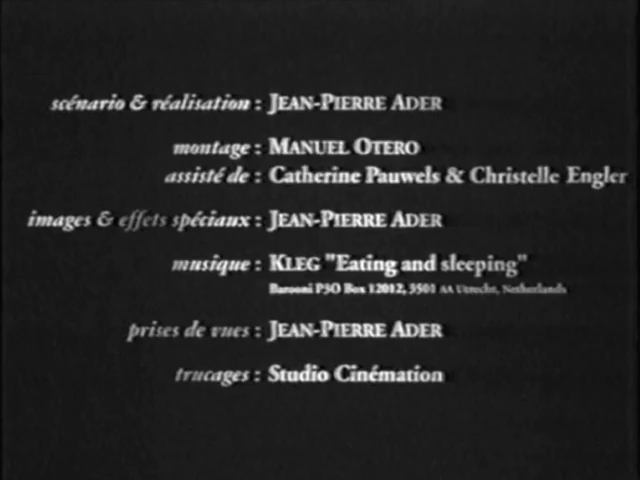 scénario & réalisation : JEAN-PIERRE ADER
montage : MANUEL OTERO
assisté de : Catherine Pauwels & Christelle Engler
images & effets spéciaux : JEAN-PIERRE ADER
musique : KLEG "Eating and sleeping"
Barooni PSO Box 12012, 3501 AA Utrecht, Netherlands
prises de vues : JEAN-PIERRE ADER
trucages : Studio Cinémation